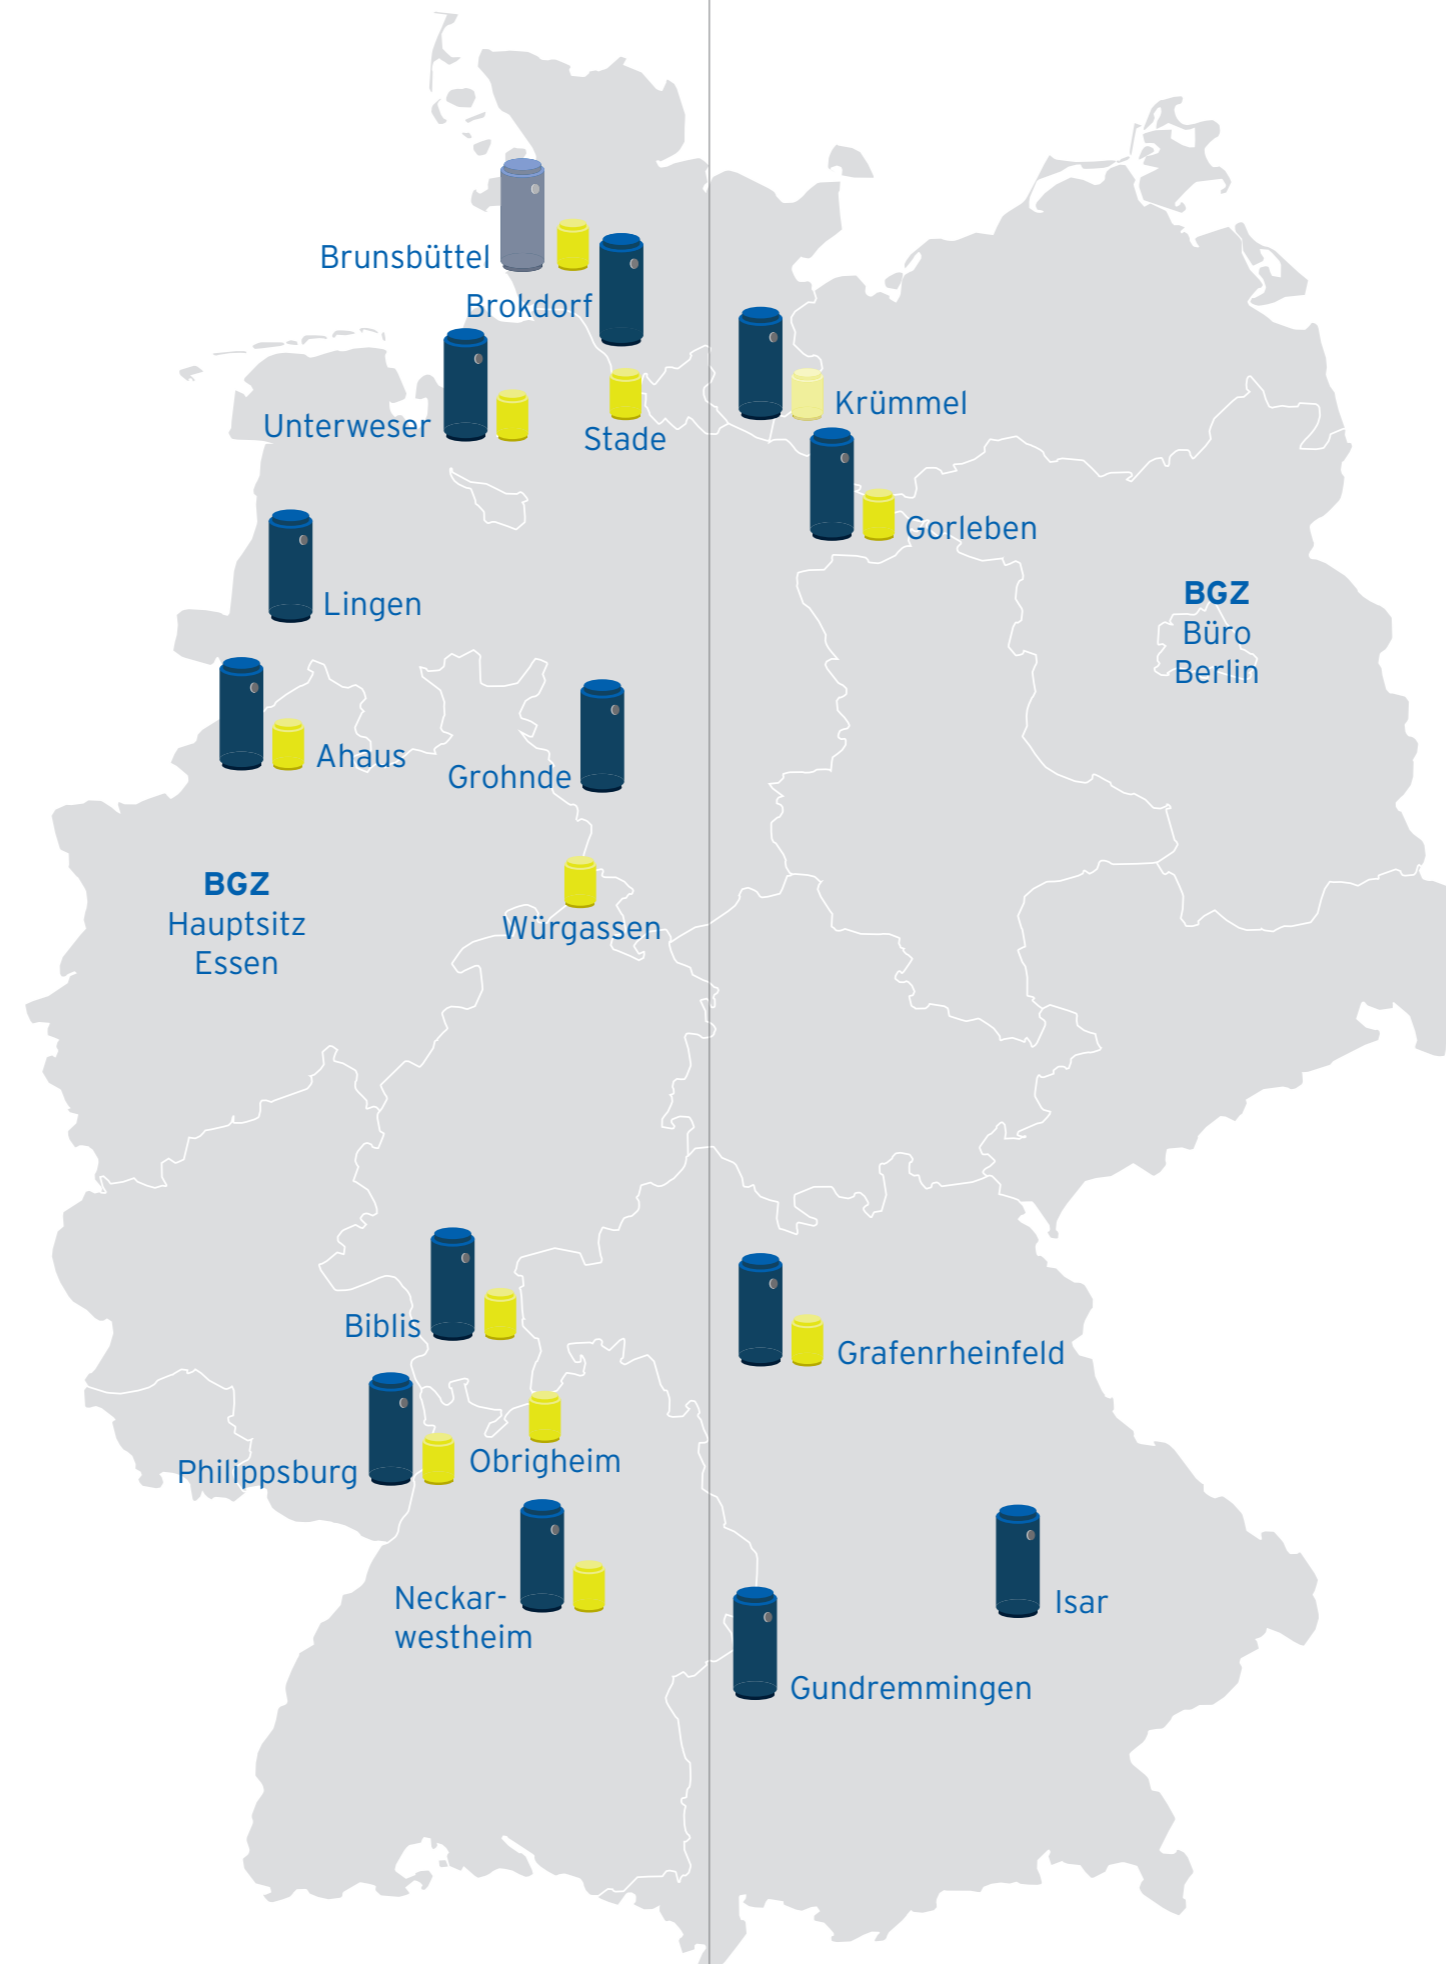 Brunsbüttel
Brokdorf
Unterweser
Stade
Krümmel
Gorleben
Lingen
BGZ
Büro
Berlin
Ahaus
Grohnde
BGZ
Hauptsitz
Essen
Würgassen
Biblis
Grafenrheinfeld
Philippsburg
Obrigheim
Neckar-
westheim
Isar
Gundremmingen